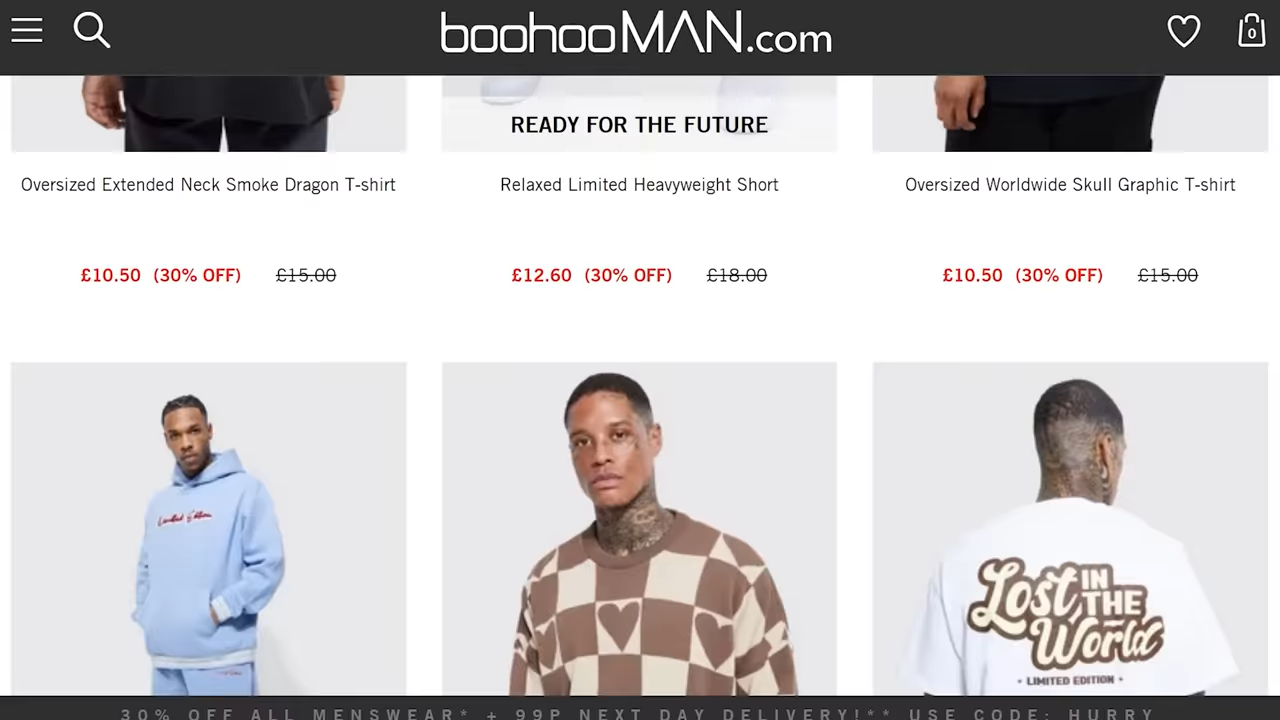 boohooMAN.com
0
READY FOR THE FUTURE
Oversized Extended Neck Smoke Dragon T-shirt
Relaxed Limited Heavyweight Short
Oversized Worldwide Skull Graphic T-shirt
£10.50 (30% OFF) £15.00
£12.60 (30% OFF) £18.00
£10.50 (30% OFF) £15.00
Limited Edition
Lost IN
THE
World
• LIMITED EDITION •
30% OFF ALL MENSWEAR* + 99P NEXT DAY DELIVERY!** USE CODE: HURRY